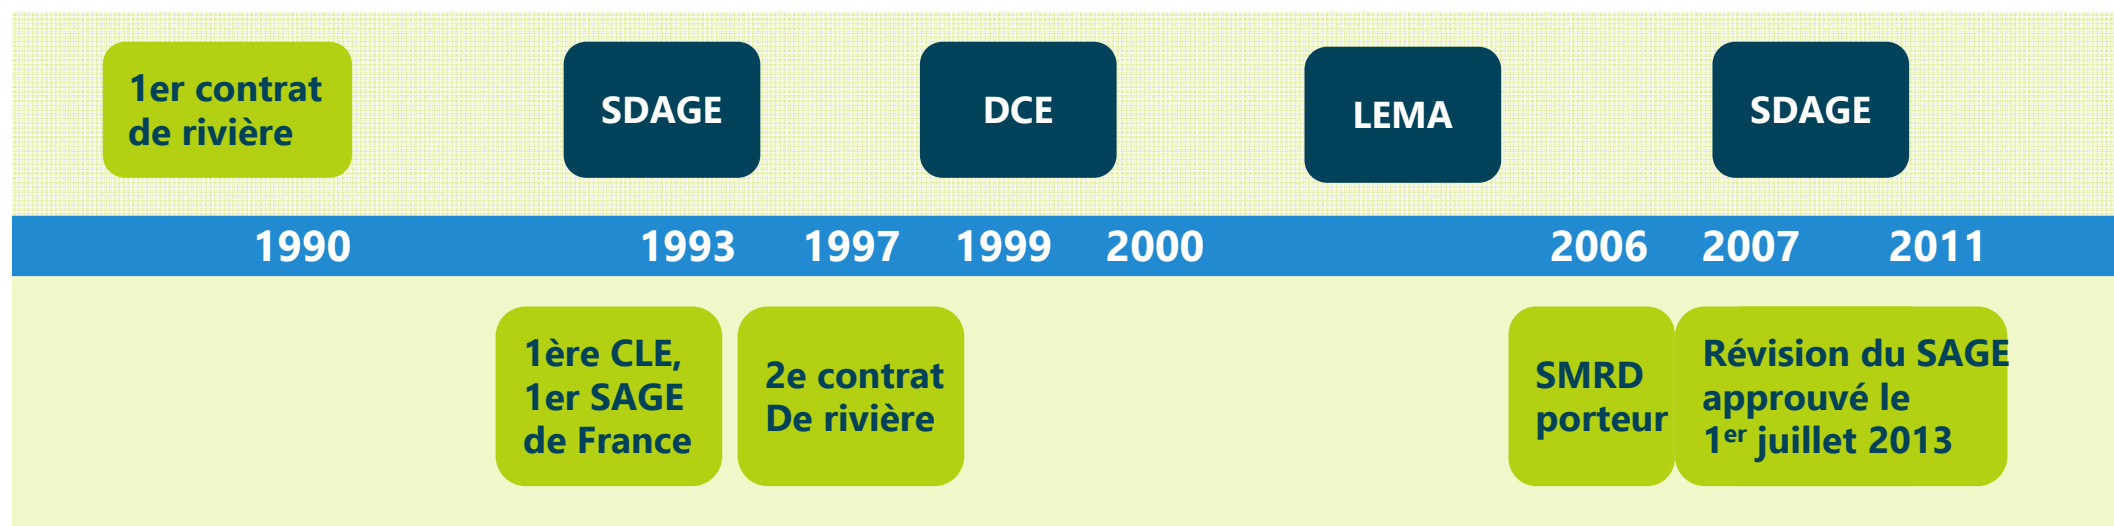 1er contrat
de rivière
SDAGE
DCE
LEMA
SDAGE
1990 1993 1997 1999 2000 2006 2007 2011
1ère CLE,
1er SAGE
de France
2e contrat
De rivière
SMRD
porteur
Révision du SAGE
approuvé le
1er juillet 2013